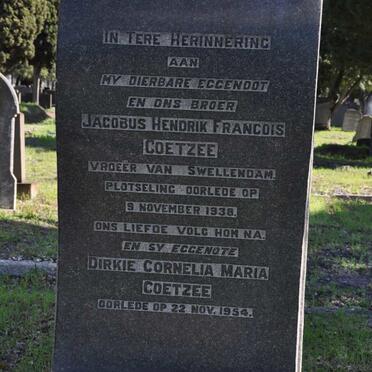 IN TERE HERINNERING
AAN
MY DIERBARE EGGENOOT
EN ONS BROER
JACOBUS HENDRIK FRANCOIS
COETZEE
VROEËR VAN SWELLENDAM.
PLOTSELING OORLEDE OP
9 NOVEMBER 1938.
ONS LIEFDE VOLG HOM NA.
EN SY EGGENOTE
DIRKIE CORNELIA MARIA
COETZEE
OORLEDE OP 22 NOV. 1954.